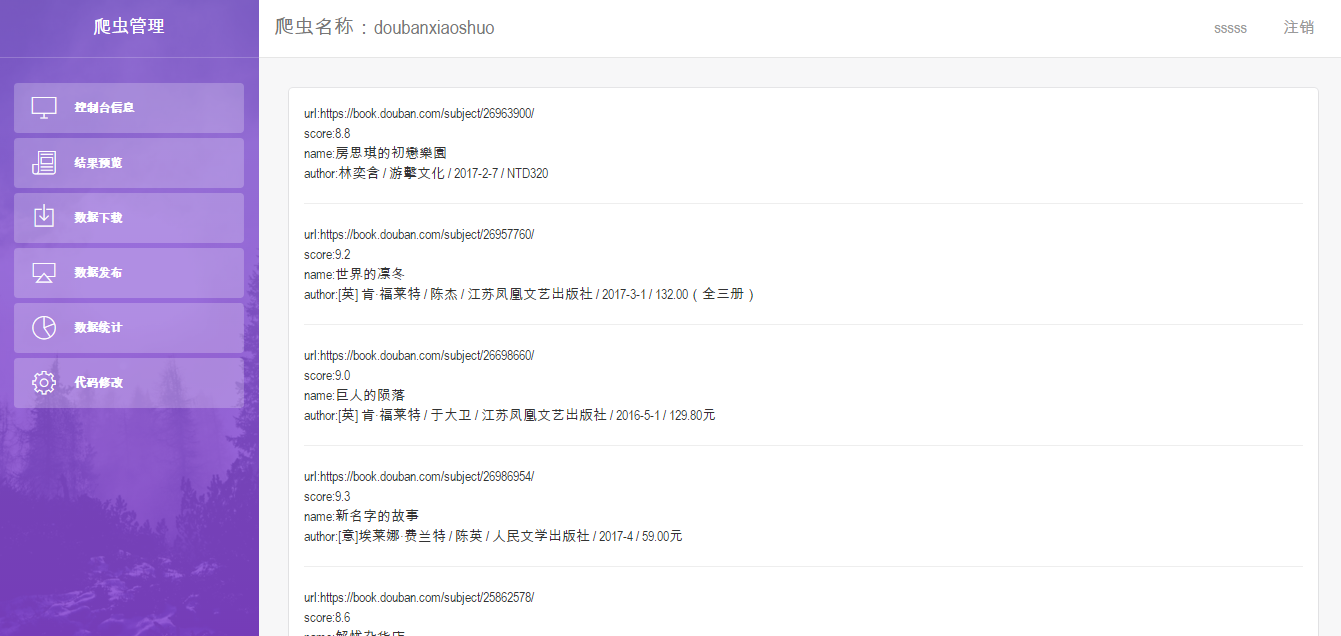 爬虫管理
控制台信息
结果预览
数据下载
数据发布
数据统计
代码修改
爬虫名称：doubanxiaoshuo
sssss
注销
url:https://book.douban.com/subject/26963900/
score:8.8
name:房思琪的初戀樂園
author:林奕含 / 游擊文化 / 2017-2-7 / NTD320
url:https://book.douban.com/subject/26957760/
score:9.2
name:世界的凛冬
author:[英] 肯·福莱特 / 陈杰 / 江苏凤凰文艺出版社 / 2017-3-1 / 132.00（全三册）
url:https://book.douban.com/subject/26698660/
score:9.0
name:巨人的陨落
author:[英] 肯·福莱特 / 于大卫 / 江苏凤凰文艺出版社 / 2016-5-1 / 129.80元
url:https://book.douban.com/subject/26986954/
score:9.3
name:新名字的故事
author:[意]埃莱娜·费兰特 / 陈英 / 人民文学出版社 / 2017-4 / 59.00元
url:https://book.douban.com/subject/25862578/
score:8.6
name:解忧杂货店